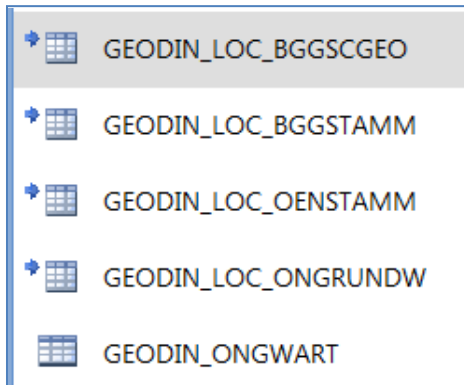 GEODIN_LOC_BGGSCGEO
GEODIN_LOC_BGGSTAMM
GEODIN_LOC_OENSTAMM
GEODIN_LOC_ONGRUNDW
GEODIN_ONGWART